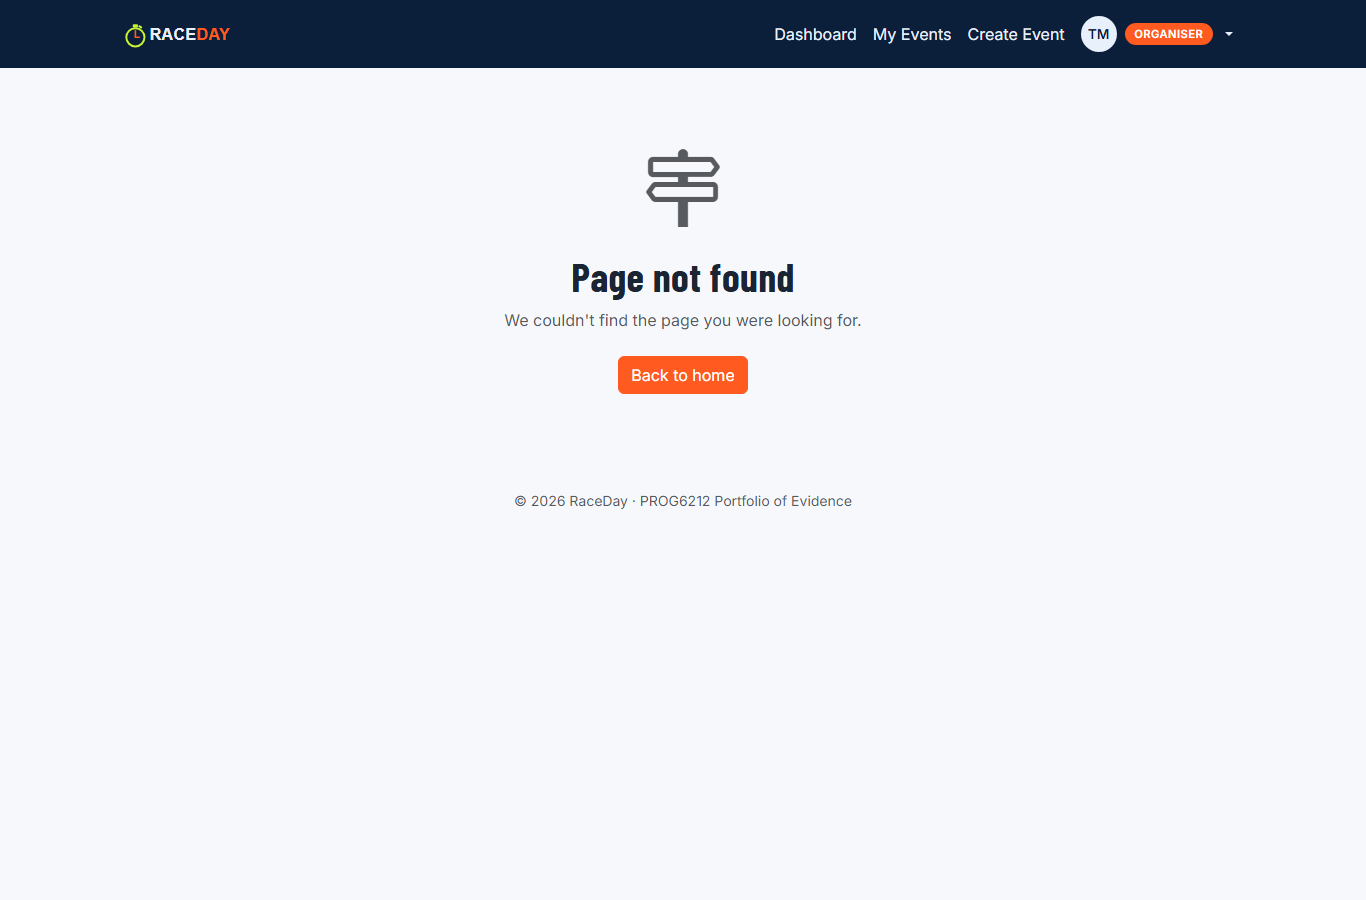 RACEDAY
Dashboard My Events Create Event TM ORGANISER
Page not found
We couldn't find the page you were looking for.
Back to home
© 2026 RaceDay · PROG6212 Portfolio of Evidence